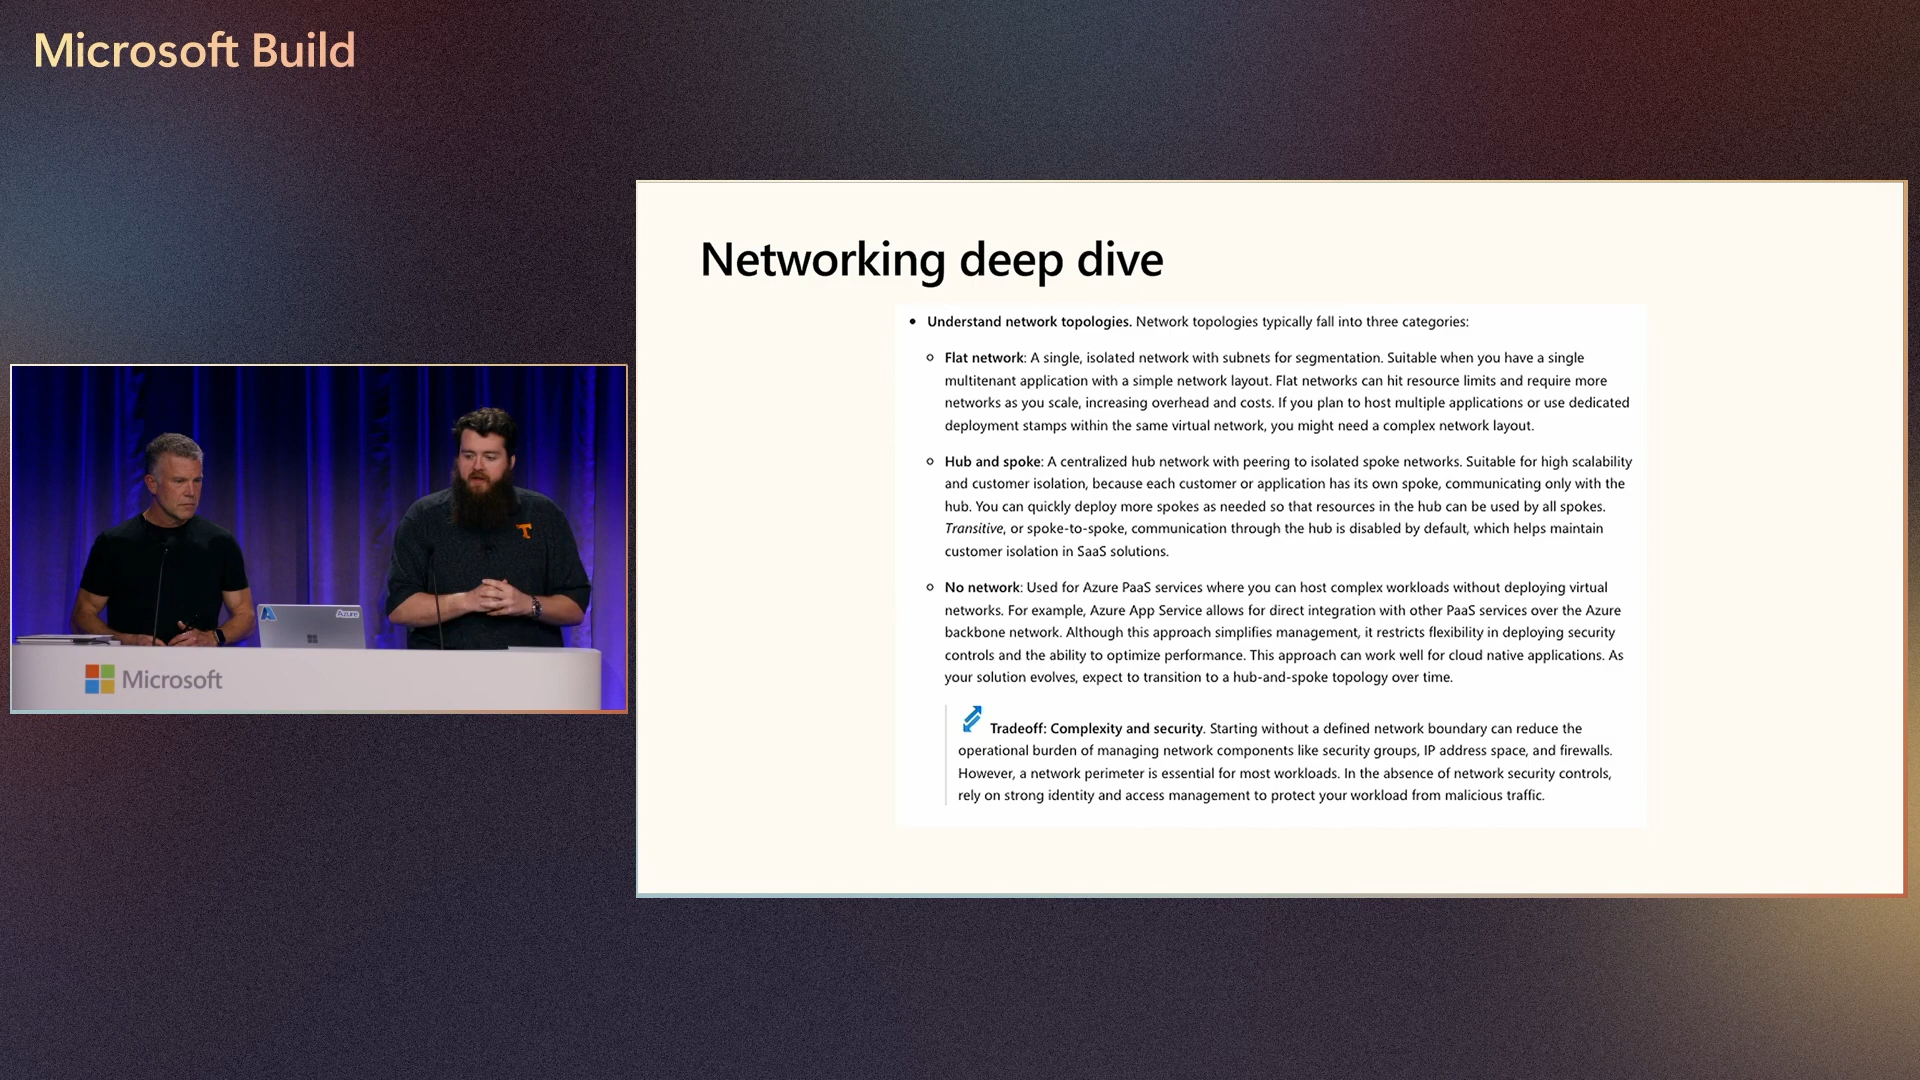 Microsoft Build
Networking deep dive
• Understand network topologies. Network topologies typically fall into three categories:
○ Flat network: A single, isolated network with subnets for segmentation. Suitable when you have a single
multitenant application with a simple network layout. Flat networks can hit resource limits and require more
networks as you scale, increasing overhead and costs. If you plan to host multiple applications or use dedicated
deployment stamps within the same virtual network, you might need a complex network layout.
○ Hub and spoke: A centralized hub network with peering to isolated spoke networks. Suitable for high scalability
and customer isolation, because each customer or application has its own spoke, communicating only with the
hub. You can quickly deploy more spokes as needed so that resources in the hub can be used by all spokes.
Transitive, or spoke-to-spoke, communication through the hub is disabled by default, which helps maintain
customer isolation in SaaS solutions.
○ No network: Used for Azure PaaS services where you can host complex workloads without deploying virtual
networks. For example, Azure App Service allows for direct integration with other PaaS services over the Azure
backbone network. Although this approach simplifies management, it restricts flexibility in deploying security
controls and the ability to optimize performance. This approach can work well for cloud native applications. As
your solution evolves, expect to transition to a hub-and-spoke topology over time.
Tradeoff: Complexity and security. Starting without a defined network boundary can reduce the
operational burden of managing network components like security groups, IP address space, and firewalls.
However, a network perimeter is essential for most workloads. In the absence of network security controls,
rely on strong identity and access management to protect your workload from malicious traffic.
T
Azure
Microsoft